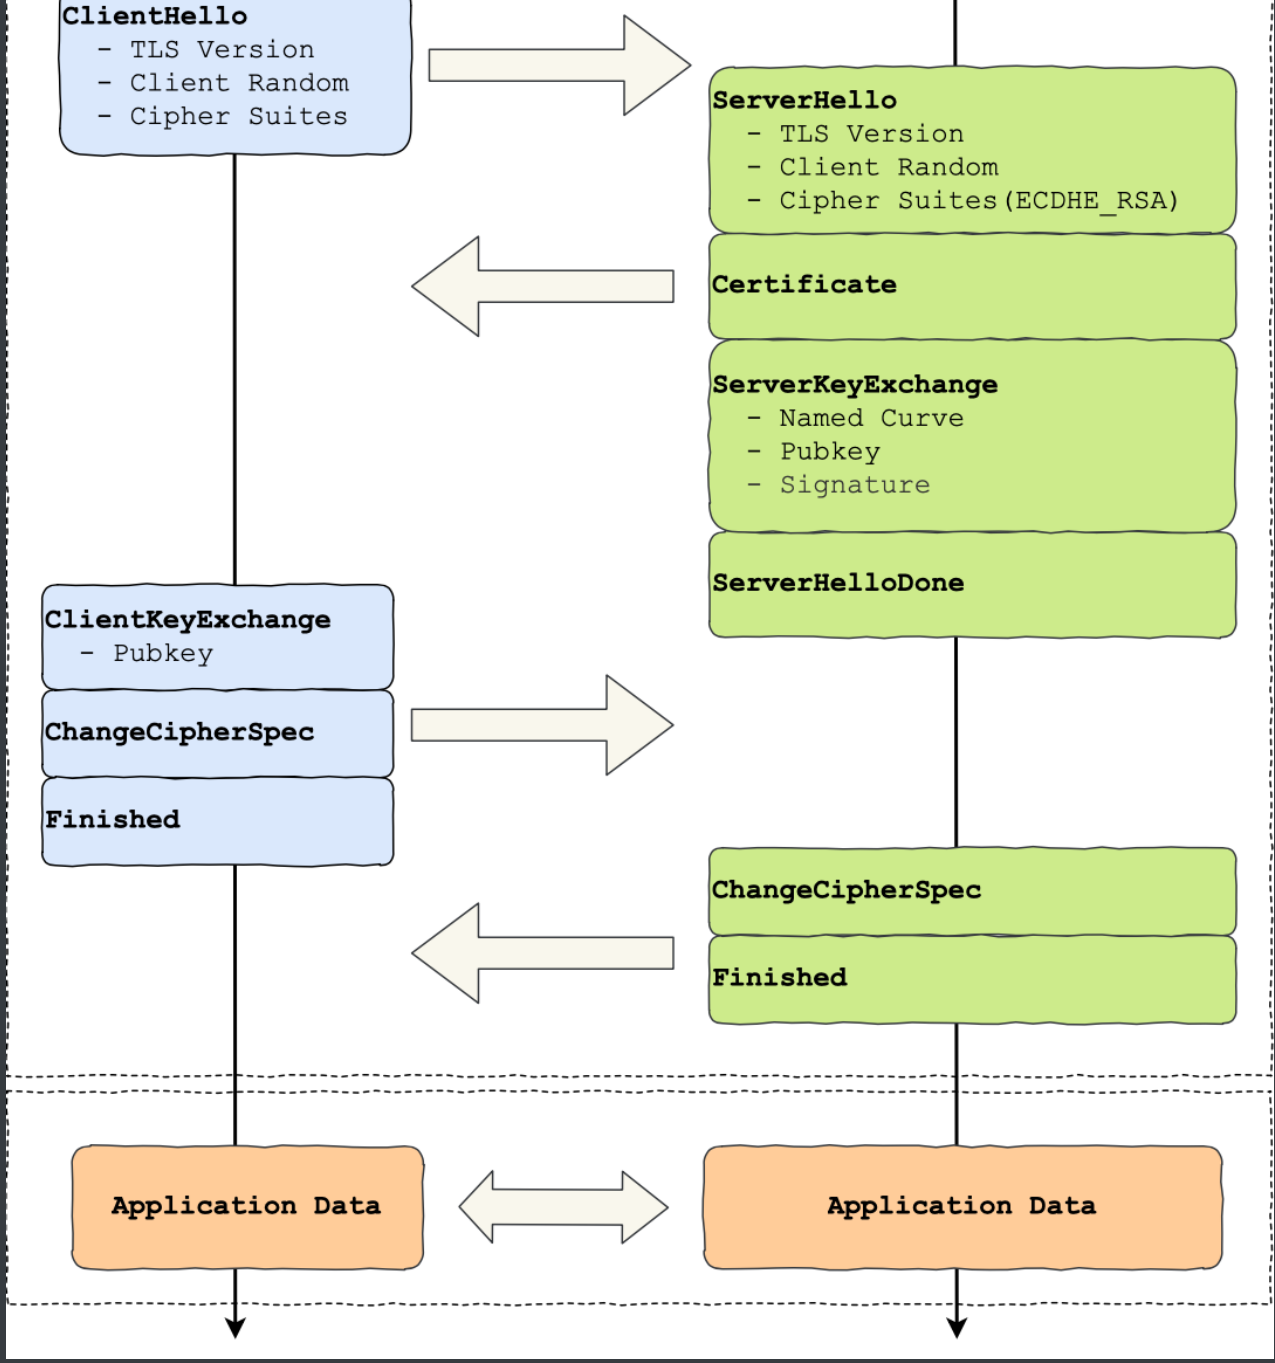 ClientHello
- TLS Version
- Client Random
- Cipher Suites
ServerHello
- TLS Version
- Client Random
- Cipher Suites(ECDHE_RSA)
Certificate
ServerKeyExchange
- Named Curve
- Pubkey
- Signature
ServerHelloDone
ClientKeyExchange
- Pubkey
ChangeCipherSpec
Finished
ChangeCipherSpec
Finished
Application Data
Application Data